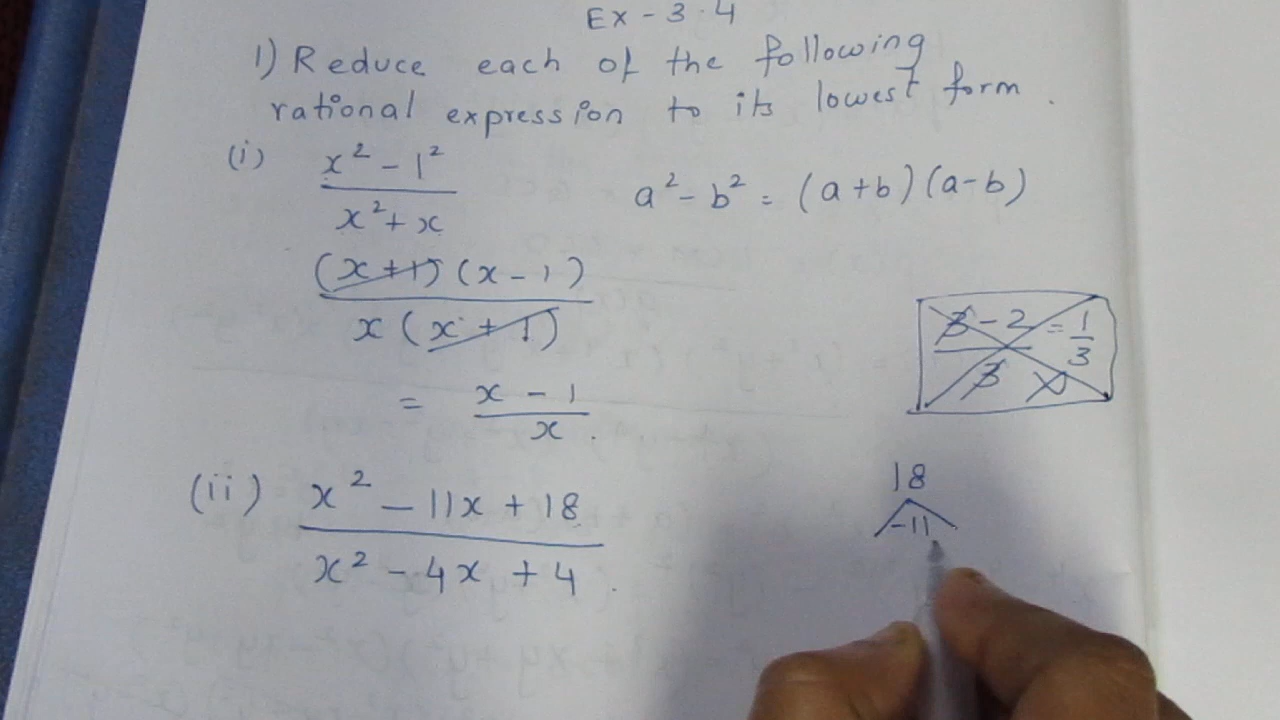 Ex - 3.4
1) Reduce each of the following
rational expression to its lowest form.
(i) x² - 1² / x² + x
a² - b² = (a+b)(a-b)
(x+1)(x-1) / x(x+1)
3 - 2 / 3 = 1/3
= x - 1 / x.
(ii) x² - 11x + 18 / x² - 4x + 4.
18
-11